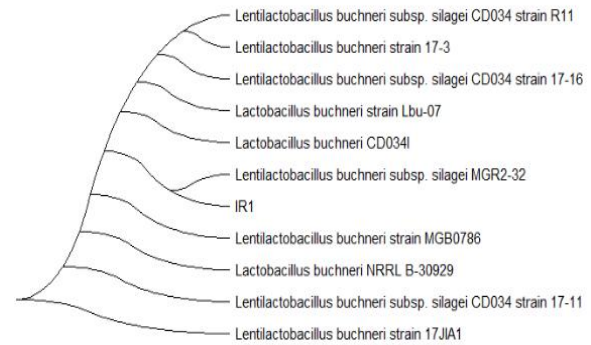 Lentilactobacillus buchneri subsp. silagei CD034 strain R11
Lentilactobacillus buchneri strain 17-3
Lentilactobacillus buchneri subsp. silagei CD034 strain 17-16
Lactobacillus buchneri strain Lbu-07
Lactobacillus buchneri CD034I
Lentilactobacillus buchneri subsp. silagei MGR2-32
IR1
Lentilactobacillus buchneri strain MGB0786
Lactobacillus buchneri NRRL B-30929
Lentilactobacillus buchneri subsp. silagei CD034 strain 17-11
Lentilactobacillus buchneri strain 17JIA1